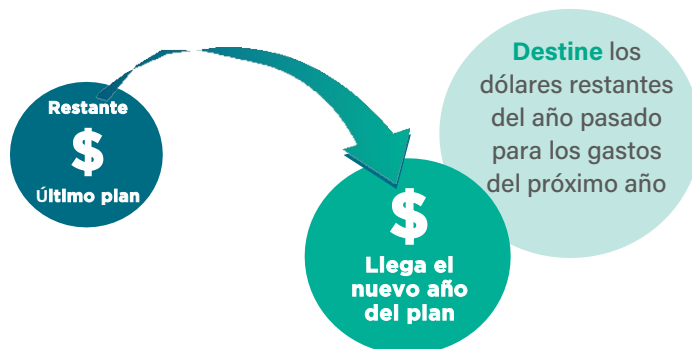 Restante
$
Último plan
$
Llega el
nuevo año
del plan
Destine los
dólares restantes
del año pasado
para los gastos
del próximo año